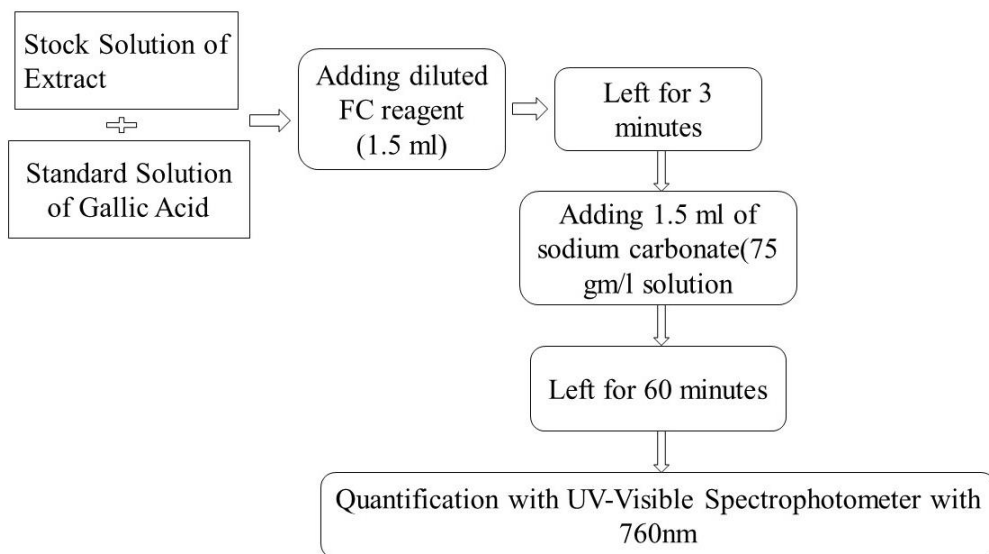 Stock Solution of
Extract
Standard Solution
of Gallic Acid
Adding diluted
FC reagent
(1.5 ml)
Left for 3
minutes
Adding 1.5 ml of
sodium carbonate(75
gm/l solution
Left for 60 minutes
Quantification with UV-Visible Spectrophotometer with
760nm